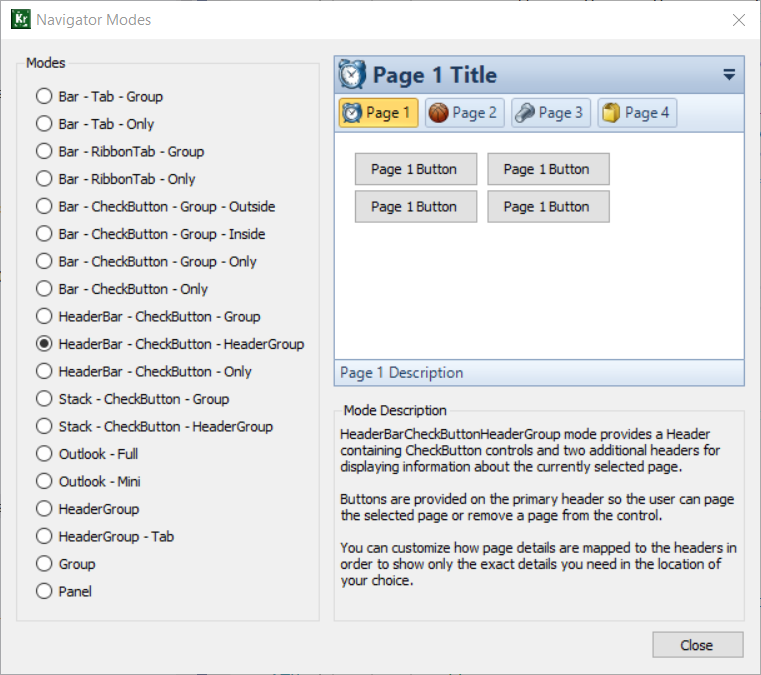 Kr Navigator Modes
Modes
Bar - Tab - Group
Bar - Tab - Only
Bar - RibbonTab - Group
Bar - RibbonTab - Only
Bar - CheckButton - Group - Outside
Bar - CheckButton - Group - Inside
Bar - CheckButton - Group - Only
Bar - CheckButton - Only
HeaderBar - CheckButton - Group
HeaderBar - CheckButton - HeaderGroup
HeaderBar - CheckButton - Only
Stack - CheckButton - Group
Stack - CheckButton - HeaderGroup
Outlook - Full
Outlook - Mini
HeaderGroup
HeaderGroup - Tab
Group
Panel
Page 1 Title
Page 1 Page 2 Page 3 Page 4
Page 1 Button Page 1 Button
Page 1 Button Page 1 Button
Page 1 Description
Mode Description
HeaderBarCheckButtonHeaderGroup mode provides a Header
containing CheckButton controls and two additional headers for
displaying information about the currently selected page.
Buttons are provided on the primary header so the user can page
the selected page or remove a page from the control.
You can customize how page details are mapped to the headers in
order to show only the exact details you need in the location of
your choice.
Close